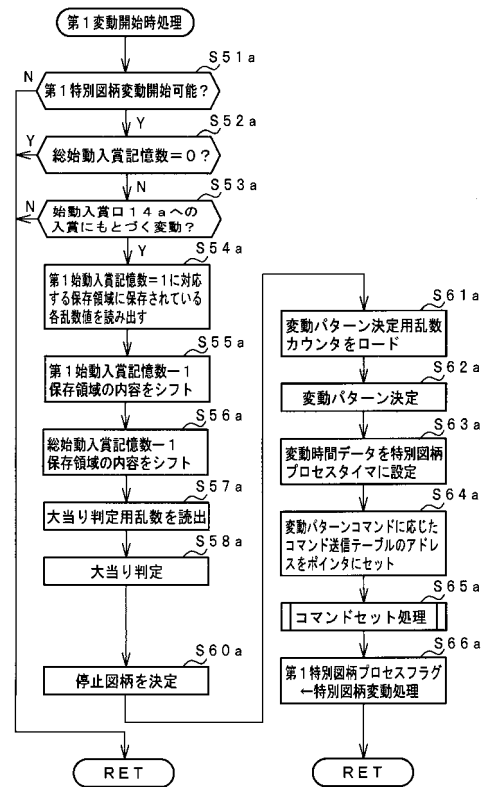 第1変動開始時処理
S51a
N
第1特別図柄変動開始可能?
Y
S52a
Y
総始動入賞記憶数=0?
N
S53a
N
始動入賞口14aへの
入賞にもとづく変動?
Y
S54a
第1始動入賞記憶数=1に対応
する保存領域に保存されている
各乱数値を読み出す
S55a
第1始動入賞記憶数-1
保存領域の内容をシフト
S56a
総始動入賞記憶数-1
保存領域の内容をシフト
S57a
大当り判定用乱数を読出
S58a
大当り判定
S60a
停止図柄を決定
RET
S61a
変動パターン決定用乱数
カウンタをロード
S62a
変動パターン決定
S63a
変動時間データを特別図柄
プロセスタイマに設定
S64a
変動パターンコマンドに応じた
コマンド送信テーブルのアドレス
をポインタにセット
S65a
コマンドセット処理
S66a
第1特別図柄プロセスフラグ
←特別図柄変動処理
RET